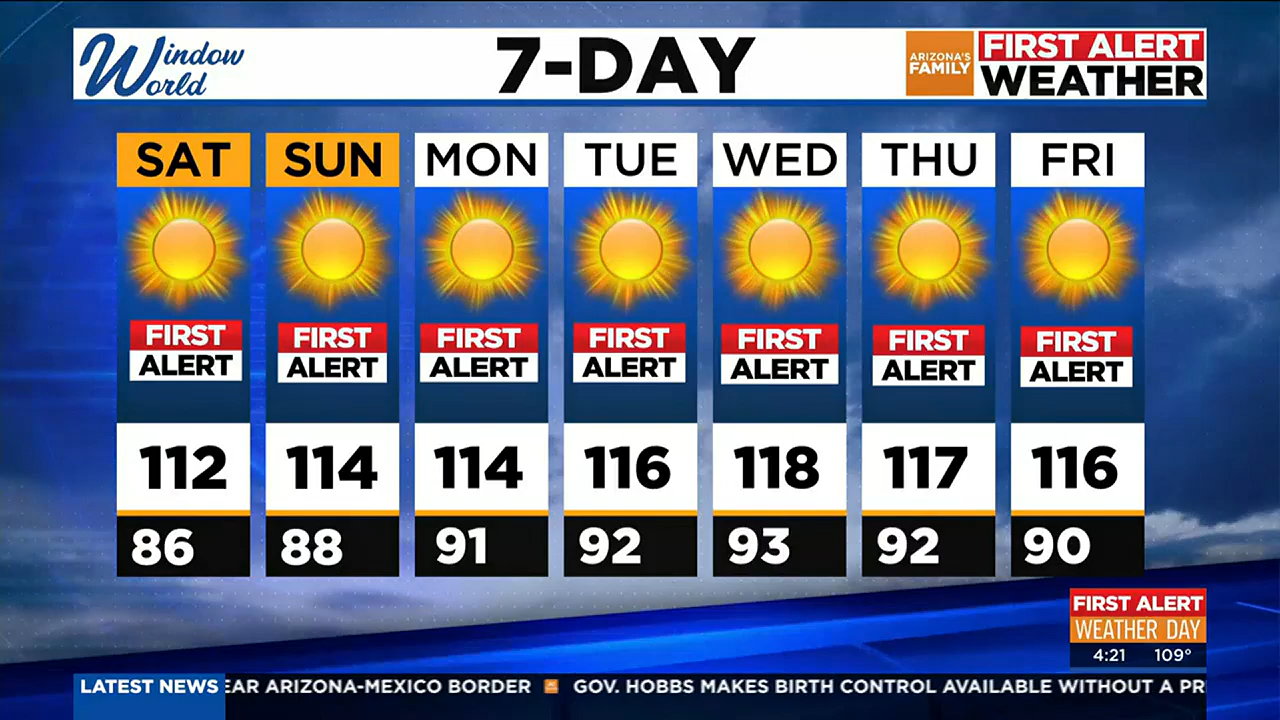 Window World
7-DAY
ARIZONA'S FAMILY
FIRST ALERT WEATHER
SAT SUN MON TUE WED THU FRI
FIRST ALERT FIRST ALERT FIRST ALERT FIRST ALERT FIRST ALERT FIRST ALERT FIRST ALERT
112 114 114 116 118 117 116
86 88 91 92 93 92 90
FIRST ALERT
WEATHER DAY
4:21 109°
LATEST NEWS EAR ARIZONA-MEXICO BORDER GOV. HOBBS MAKES BIRTH CONTROL AVAILABLE WITHOUT A PR